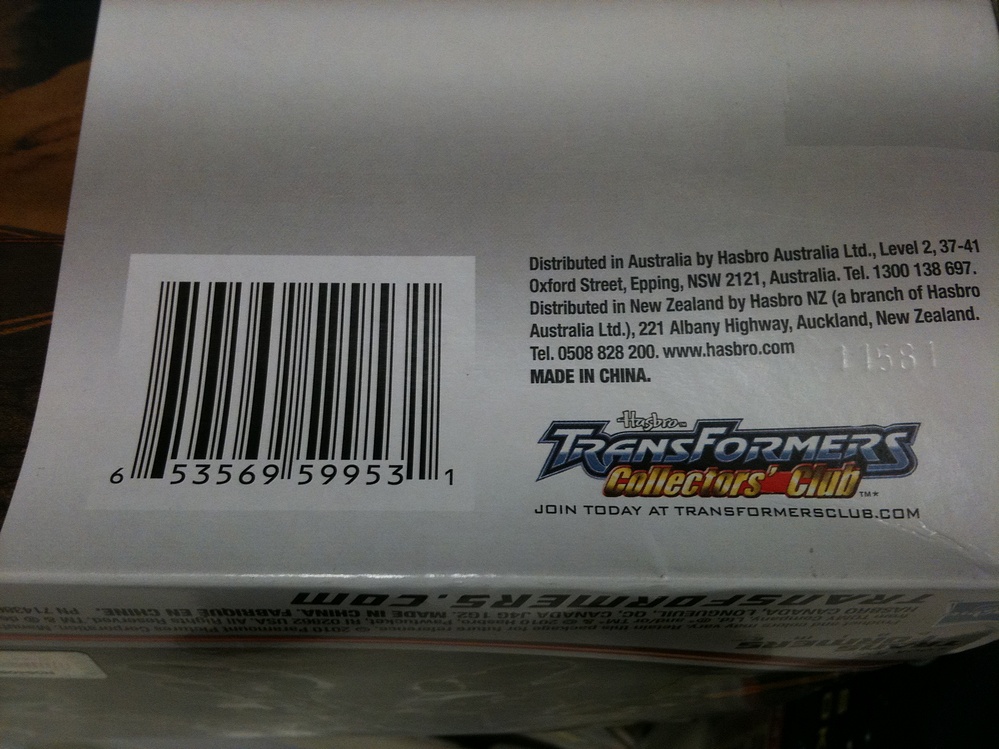 Distributed in Australia by Hasbro Australia Ltd., Level 2, 37-41
Oxford Street, Epping, NSW 2121, Australia. Tel. 1300 138 697.
Distributed in New Zealand by Hasbro NZ (a branch of Hasbro
Australia Ltd.), 221 Albany Highway, Auckland, New Zealand.
Tel. 0508 828 200. www.hasbro.com
MADE IN CHINA.
11581
6 53569 59953 1
Hasbro
TRANSFORMERS
Collectors' Club ™*
JOIN TODAY AT TRANSFORMERSCLUB.COM
TRANSFORMERS.COM